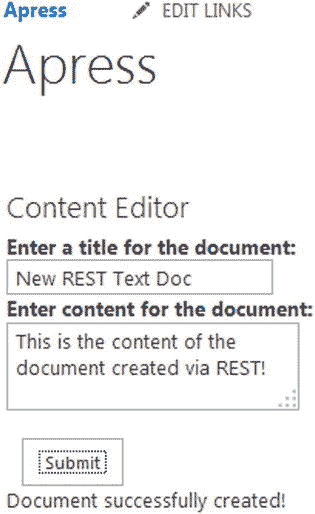 Apress EDIT LINKS
Apress
Content Editor
Enter a title for the document:
New REST Text Doc
Enter content for the document:
This is the content of the
document created via REST!
Submit
Document successfully created!